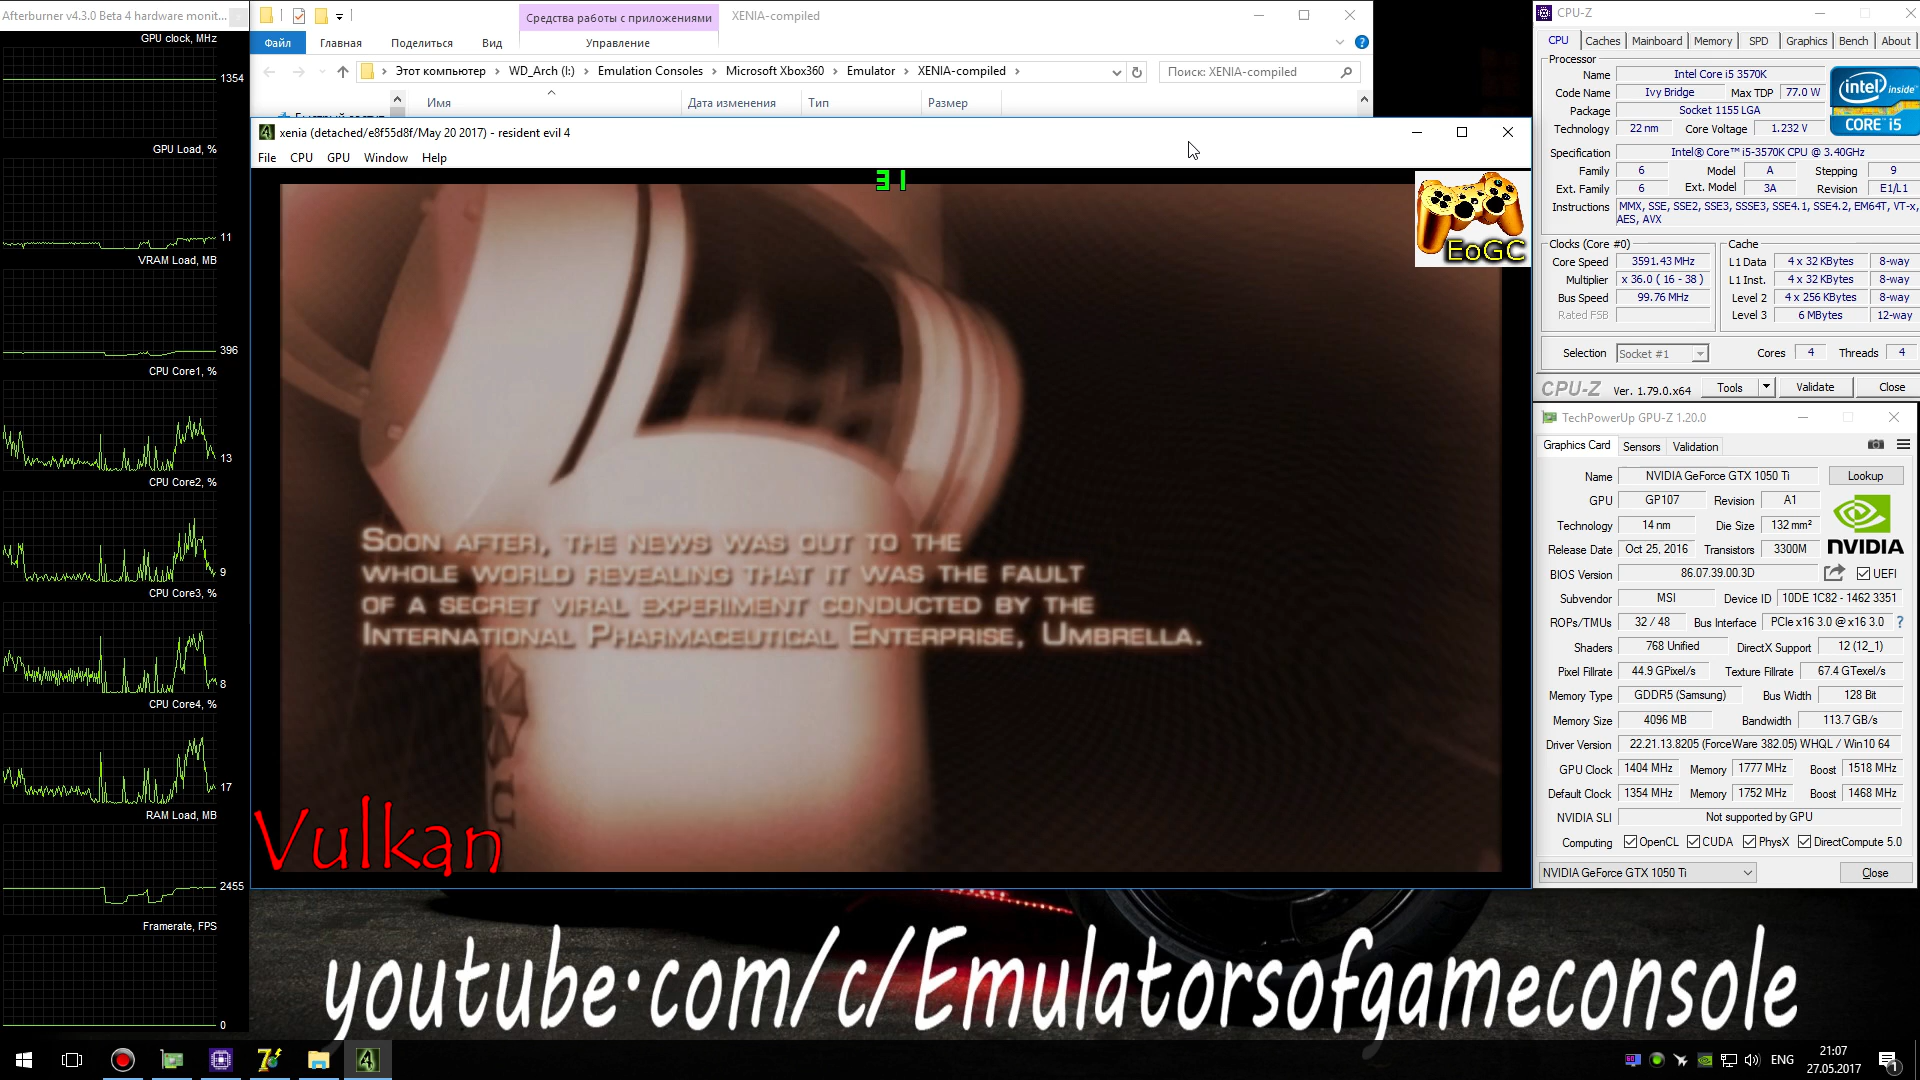 Afterburner v4.3.0 Beta 4 hardware monit...
GPU clock, MHz
1354
GPU Load, %
11
VRAM Load, MB
396
CPU Core1, %
13
CPU Core2, %
9
CPU Core3, %
8
CPU Core4, %
17
RAM Load, MB
2455
Framerate, FPS
0
Средства работы с приложениями
XENIA-compiled
Файл
Главная
Поделиться
Вид
Управление
Этот компьютер
WD_Arch (I:)
Emulation Consoles
Microsoft Xbox360
Emulator
XENIA-compiled
Поиск: XENIA-compiled
Имя
Дата изменения
Тип
Размер
xenia (detached/e8f55d8f/May 20 2017) - resident evil 4
File CPU GPU Window Help
31
EoGC
Soon after, the news was out to the
whole world revealing that it was the fault
of a secret viral experiment conducted by the
International Pharmaceutical Enterprise, Umbrella.
Vulkan
CPU-Z
CPU Caches Mainboard Memory SPD Graphics Bench About
Processor
Name Intel Core i5 3570K
Code Name Ivy Bridge Max TDP 77.0 W
Package Socket 1155 LGA
Technology 22 nm Core Voltage 1.232 V
intel inside
CORE i5
Specification Intel® Core™ i5-3570K CPU @ 3.40GHz
Family 6 Model A Stepping 9
Ext. Family 6 Ext. Model 3A Revision E1/L1
Instructions MMX, SSE, SSE2, SSE3, SSSE3, SSE4.1, SSE4.2, EM64T, VT-x,
AES, AVX
Clocks (Core #0)
Core Speed 3591.43 MHz
Multiplier x 36.0 ( 16 - 38 )
Bus Speed 99.76 MHz
Rated FSB
Cache
L1 Data 4 x 32 KBytes 8-way
L1 Inst. 4 x 32 KBytes 8-way
Level 2 4 x 256 KBytes 8-way
Level 3 6 MBytes 12-way
Selection Socket #1 Cores 4 Threads 4
CPU-Z Ver. 1.79.0.x64 Tools Validate Close
TechPowerUp GPU-Z 1.20.0
Graphics Card Sensors Validation
Name NVIDIA GeForce GTX 1050 Ti Lookup
GPU GP107 Revision A1
Technology 14 nm Die Size 132 mm²
Release Date Oct 25, 2016 Transistors 3300M
NVIDIA
BIOS Version 86.07.39.00.3D UEFI
Subvendor MSI Device ID 10DE 1C82 - 1462 3351
ROPs/TMUs 32 / 48 Bus Interface PCIe x16 3.0 @ x16 3.0 ?
Shaders 768 Unified DirectX Support 12 (12_1)
Pixel Fillrate 44.9 GPixel/s Texture Fillrate 67.4 GTexel/s
Memory Type GDDR5 (Samsung) Bus Width 128 Bit
Memory Size 4096 MB Bandwidth 113.7 GB/s
Driver Version 22.21.13.8205 (ForceWare 382.05) WHQL / Win10 64
GPU Clock 1404 MHz Memory 1777 MHz Boost 1518 MHz
Default Clock 1354 MHz Memory 1752 MHz Boost 1468 MHz
NVIDIA SLI Not supported by GPU
Computing OpenCL CUDA PhysX DirectCompute 5.0
NVIDIA GeForce GTX 1050 Ti Close
youtube.com/c/Emulatorsofgameconsole
ENG
21:07
27.05.2017
1